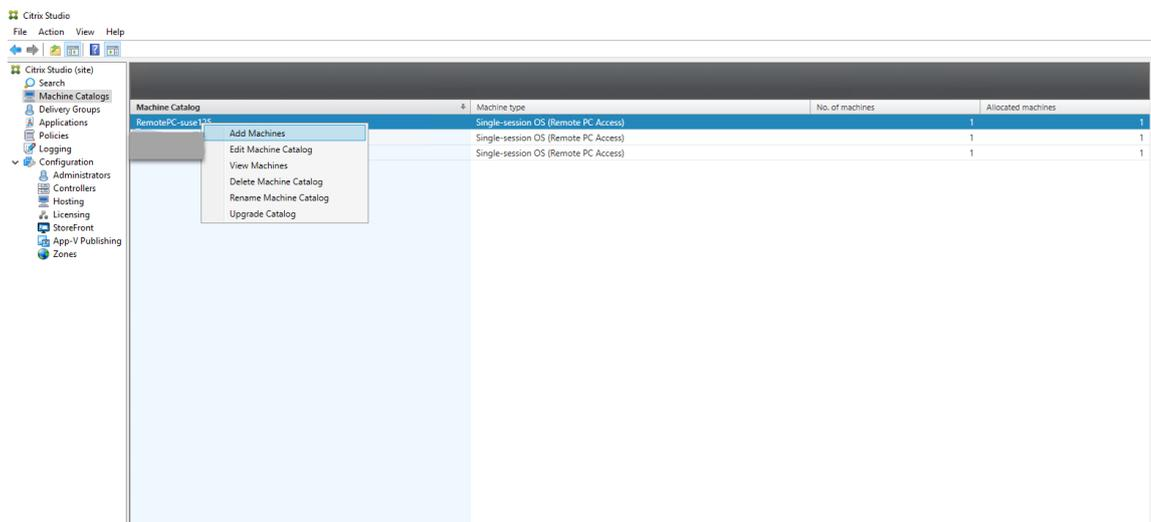 Citrix Studio
File Action View Help
Citrix Studio (site)
Search
Machine Catalogs
Delivery Groups
Applications
Policies
Logging
Configuration
Administrators
Controllers
Hosting
Licensing
StoreFront
App-V Publishing
Zones
Machine Catalog Machine type No. of machines Allocated machines
RemotePC-suse125 Single-session OS (Remote PC Access) 1 1
Single-session OS (Remote PC Access) 1 1
Single-session OS (Remote PC Access) 1 1
Add Machines
Edit Machine Catalog
View Machines
Delete Machine Catalog
Rename Machine Catalog
Upgrade Catalog